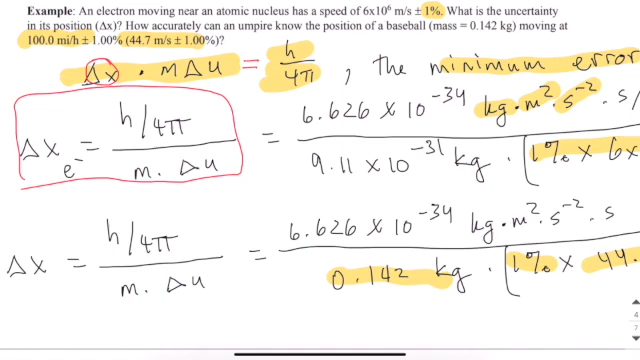 Example: An electron moving near an atomic nucleus has a speed of 6x10⁶ m/s ± 1%. What is the uncertainty
in its position (Δx)? How accurately can an umpire know the position of a baseball (mass = 0.142 kg) moving at
100.0 mi/h ± 1.00% (44.7 m/s ± 1.00%)?
Δx · mΔu = h/4π , the minimum error
Δx e⁻ = h/4π / m. Δu = 6.626 × 10⁻³⁴ kg·m²·s⁻²·s/ / 9.11 × 10⁻³¹ kg · (1% × 6x
Δx = h/4π / m. Δu = 6.626 × 10⁻³⁴ kg·m²·s⁻²·s / 0.142 kg · (1% × 44.
4
7